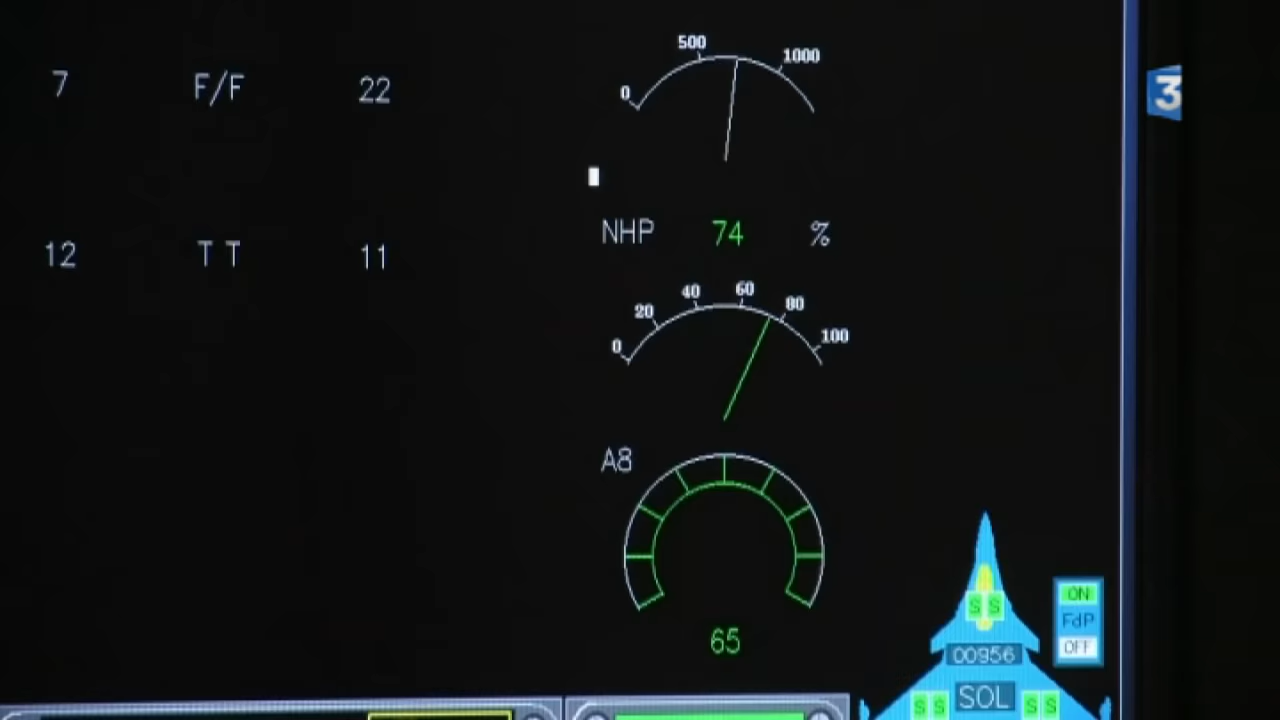 500
1000
0
3
7 F/F 22
NHP 74 %
12 T T 11
40 60
20 80
0 100
A8
65
ON
S S
FdP
OFF
00956
SOL
S S S S